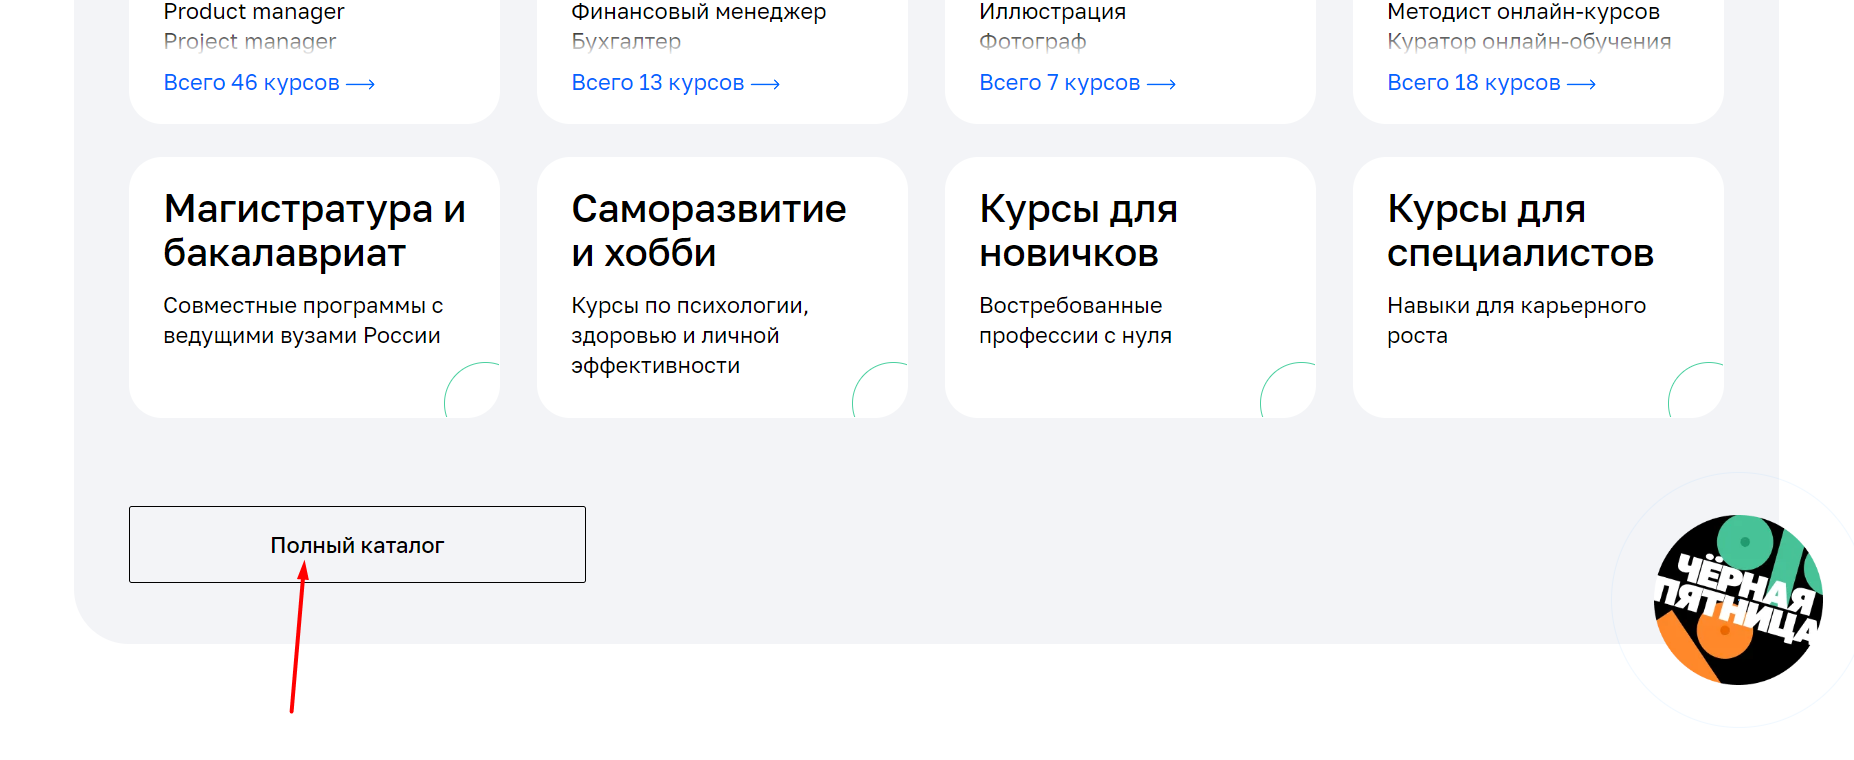 Product manager
Project manager
Всего 46 курсов
Финансовый менеджер
Бухгалтер
Всего 13 курсов
Иллюстрация
Фотограф
Всего 7 курсов
Методист онлайн-курсов
Куратор онлайн-обучения
Всего 18 курсов
Магистратура и
бакалавриат
Совместные программы с
ведущими вузами России
Саморазвитие
и хобби
Курсы по психологии,
здоровью и личной
эффективности
Курсы для
новичков
Востребованные
профессии с нуля
Курсы для
специалистов
Навыки для карьерного
роста
Полный каталог
ЧЁРНАЯ
ПЯТНИЦА